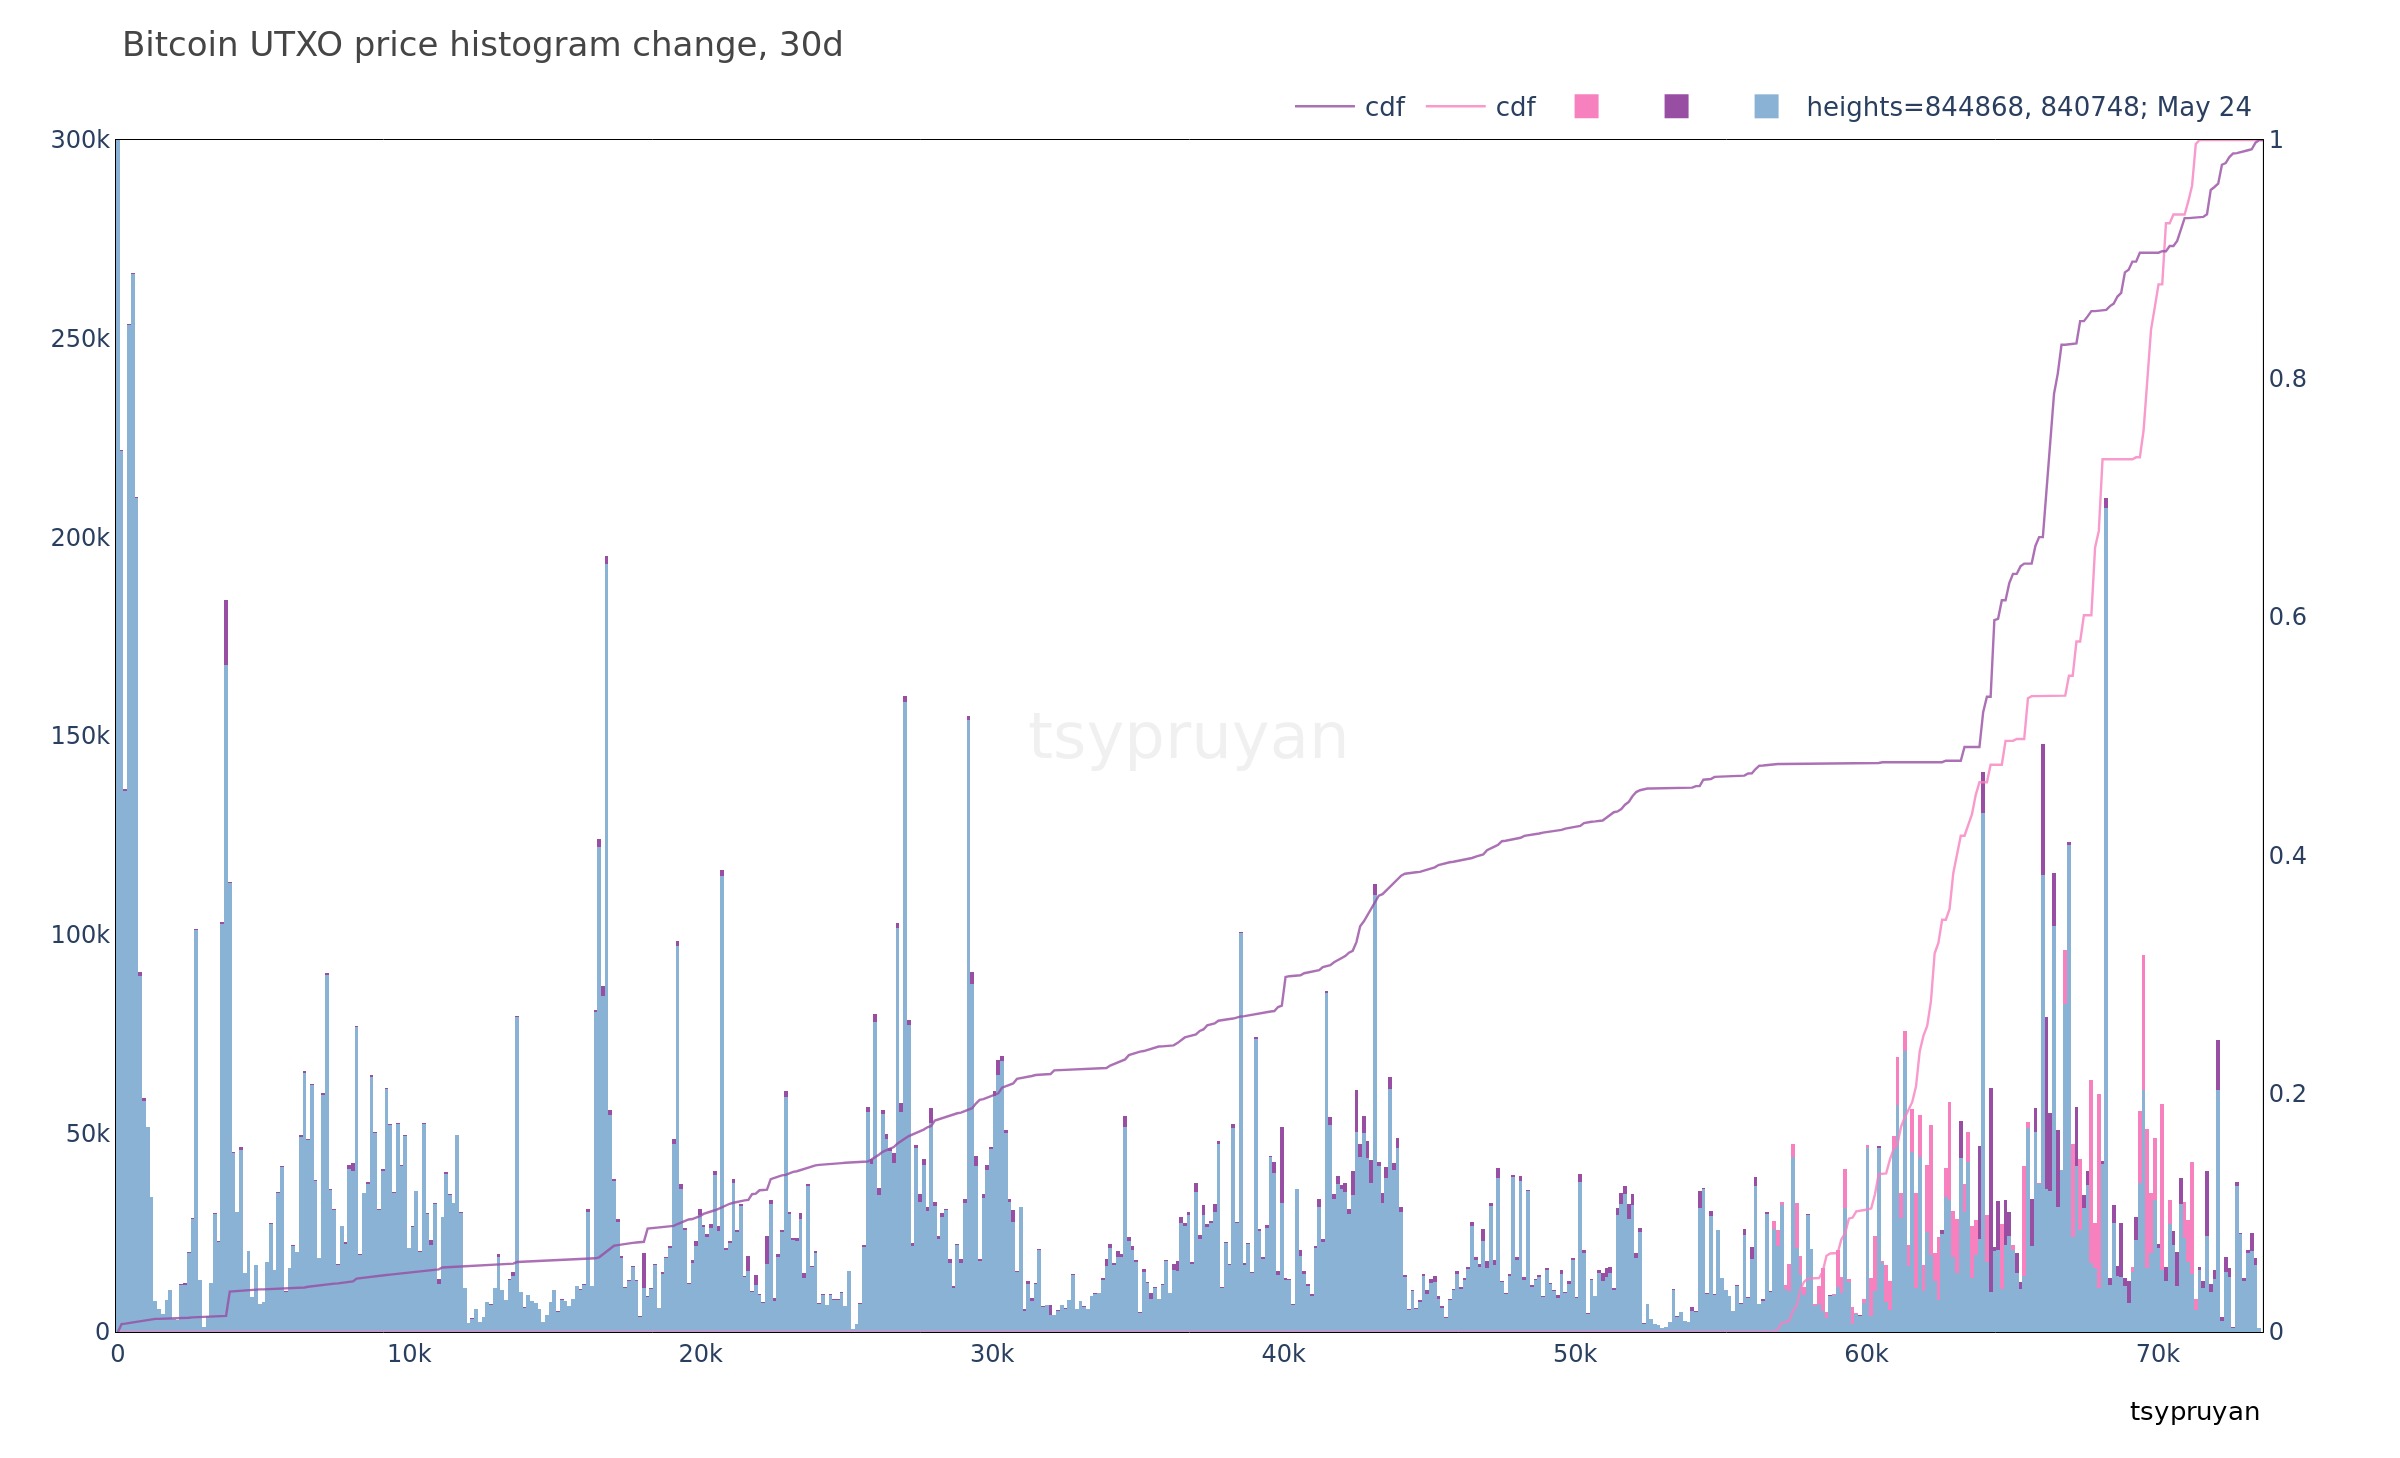 Bitcoin UTXO price histogram change, 30d
cdf cdf heights=844868, 840748; May 24
300k 1
250k
0.8
200k
0.6
150k
tsypruyan
0.4
100k
0.2
50k
0 0
0 10k 20k 30k 40k 50k 60k 70k
tsypruyan